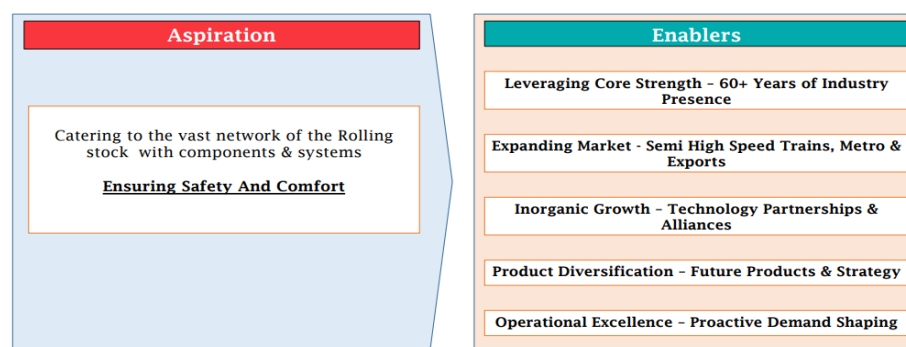 Aspiration
Catering to the vast network of the Rolling
stock with components & systems
Ensuring Safety And Comfort
Enablers
Leveraging Core Strength – 60+ Years of Industry
Presence
Expanding Market - Semi High Speed Trains, Metro &
Exports
Inorganic Growth – Technology Partnerships &
Alliances
Product Diversification – Future Products & Strategy
Operational Excellence – Proactive Demand Shaping